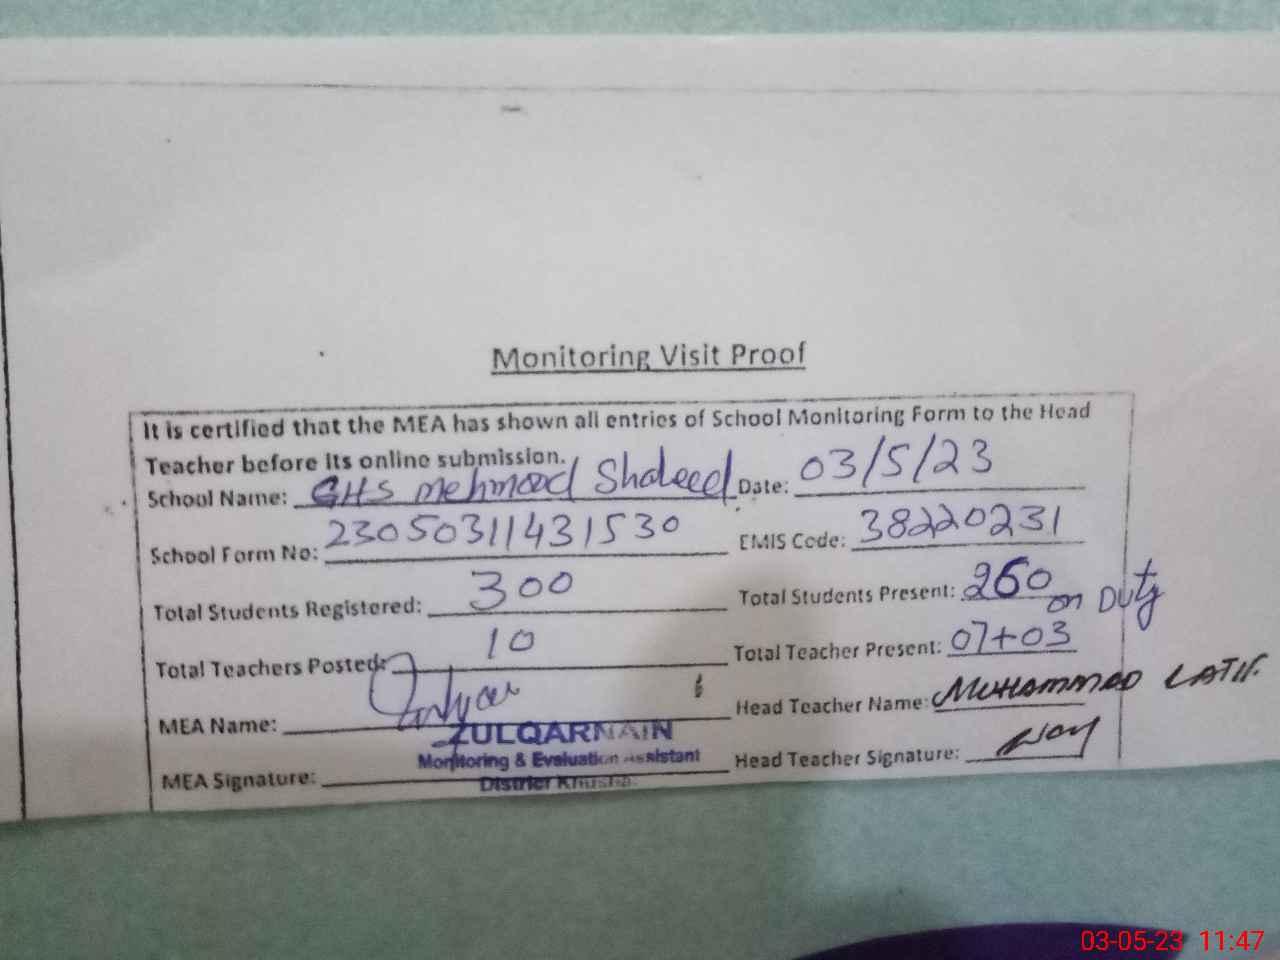 Monitoring Visit Proof
It is certified that the MEA has shown all entries of School Monitoring Form to the Head
Teacher before its online submission.
School Name: GHS Mehmood Shaheed Date: 03/5/23
School Form No: 23050311431530 EMIS Code: 38220231
Total Students Registered: 300 Total Students Present: 260
on Duty
Total Teachers Posted: 10 Total Teacher Present: 07+03
MEA Name: Head Teacher Name: MUHAMMAD LATIF
ZULQARNAIN
Monitoring & Evaluation Assistant
MEA Signature: Head Teacher Signature:
District Khushab
03-05-23 11:47